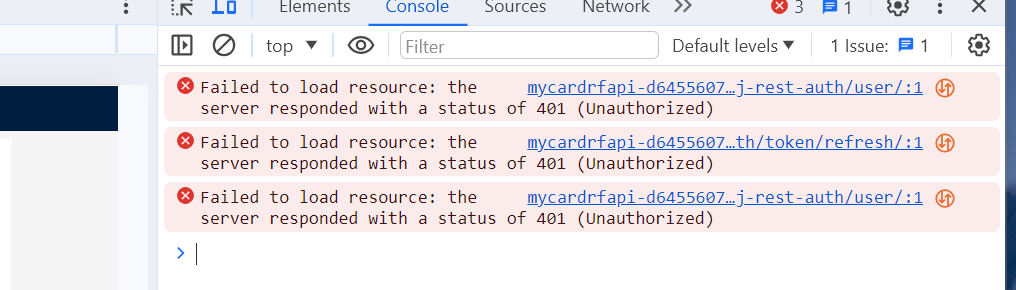 Elements Console Sources Network 3 1
top Filter Default levels 1 Issue: 1
Failed to load resource: the mycardrfapi-d6455607…j-rest-auth/user/:1
server responded with a status of 401 (Unauthorized)
Failed to load resource: the mycardrfapi-d6455607…th/token/refresh/:1
server responded with a status of 401 (Unauthorized)
Failed to load resource: the mycardrfapi-d6455607…j-rest-auth/user/:1
server responded with a status of 401 (Unauthorized)